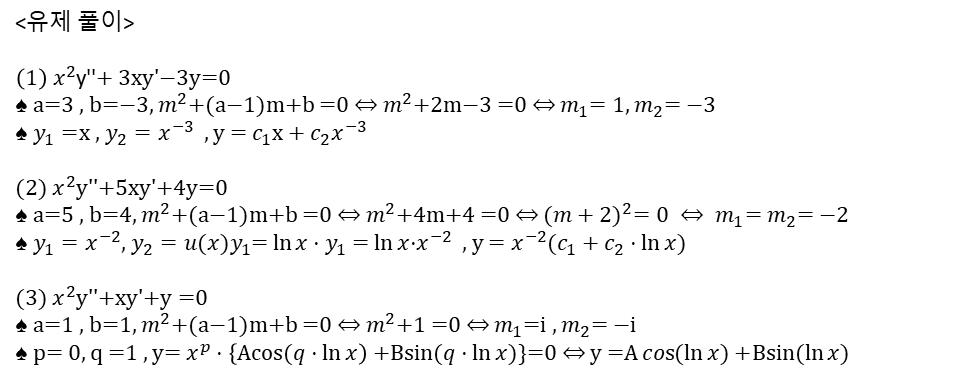 <유제 풀이>
(1) x²y''+ 3xy'−3y=0
♠ a=3 , b=−3, m²+(a−1)m+b =0 ⇔ m²+2m−3 =0 ⇔ m₁= 1, m₂= −3
♠ y₁ =x , y₂ = x⁻³ , y = c₁x + c₂x⁻³
(2) x²y''+5xy'+4y=0
♠ a=5 , b=4, m²+(a−1)m+b =0 ⇔ m²+4m+4 =0 ⇔ (m + 2)²= 0 ⇔ m₁= m₂= −2
♠ y₁ = x⁻², y₂ = u(x)y₁= ln x · y₁ = ln x·x⁻² , y = x⁻²(c₁ + c₂ · ln x)
(3) x²y''+xy'+y =0
♠ a=1 , b=1, m²+(a−1)m+b =0 ⇔ m²+1 =0 ⇔ m₁=i , m₂= −i
♠ p= 0, q =1 , y= xᵖ · {Acos(q · ln x) +Bsin(q · ln x)}=0 ⇔ y =A cos(ln x) +Bsin(ln x)